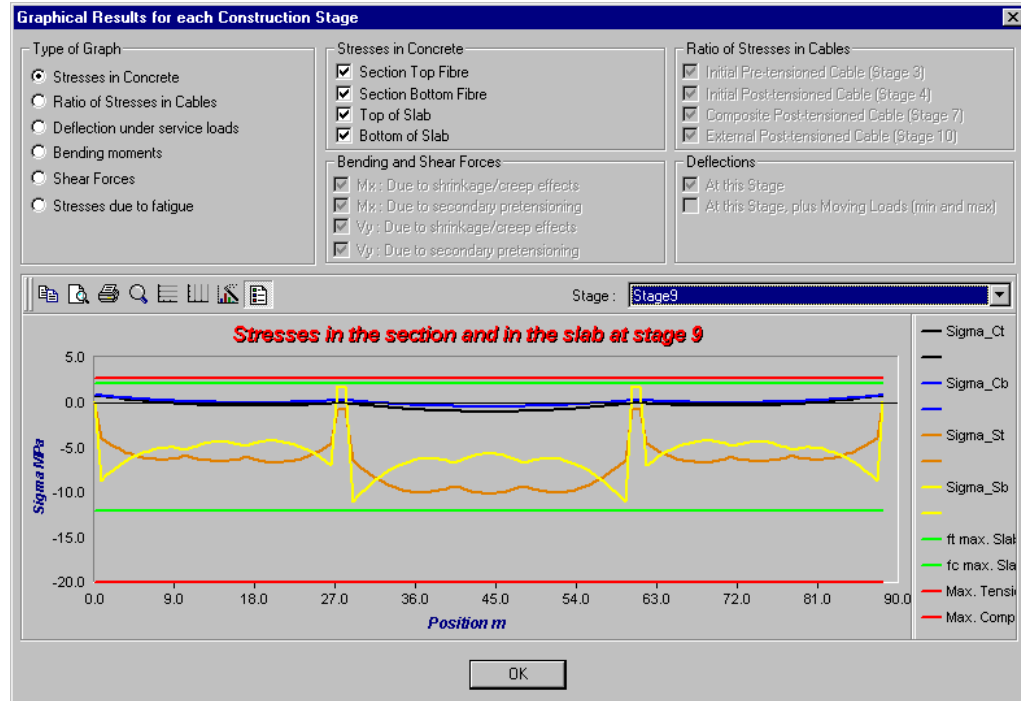 Graphical Results for each Construction Stage
Type of Graph
Stresses in Concrete
Ratio of Stresses in Cables
Deflection under service loads
Bending moments
Shear Forces
Stresses due to fatigue
Stresses in Concrete
Section Top Fibre
Section Bottom Fibre
Top of Slab
Bottom of Slab
Bending and Shear Forces
Mx : Due to shrinkage/creep effects
Mx : Due to secondary pretensioning
Vy : Due to shrinkage/creep effects
Vy : Due to secondary pretensioning
Ratio of Stresses in Cables
Initial Pre-tensioned Cable (Stage 3)
Initial Post-tensioned Cable (Stage 4)
Composite Post-tensioned Cable (Stage 7)
External Post-tensioned Cable (Stage 10)
Deflections
At this Stage
At this Stage, plus Moving Loads (min and max)
Stage : Stage9
Stresses in the section and in the slab at stage 9
5.0
0.0
-5.0
-10.0
-15.0
-20.0
Sigma MPa
0.0 9.0 18.0 27.0 36.0 45.0 54.0 63.0 72.0 81.0 90.0
Position m
Sigma_Ct
Sigma_Cb
Sigma_St
Sigma_Sb
ft max. Slab
fc max. Sla
Max. Tensi
Max. Comp
OK